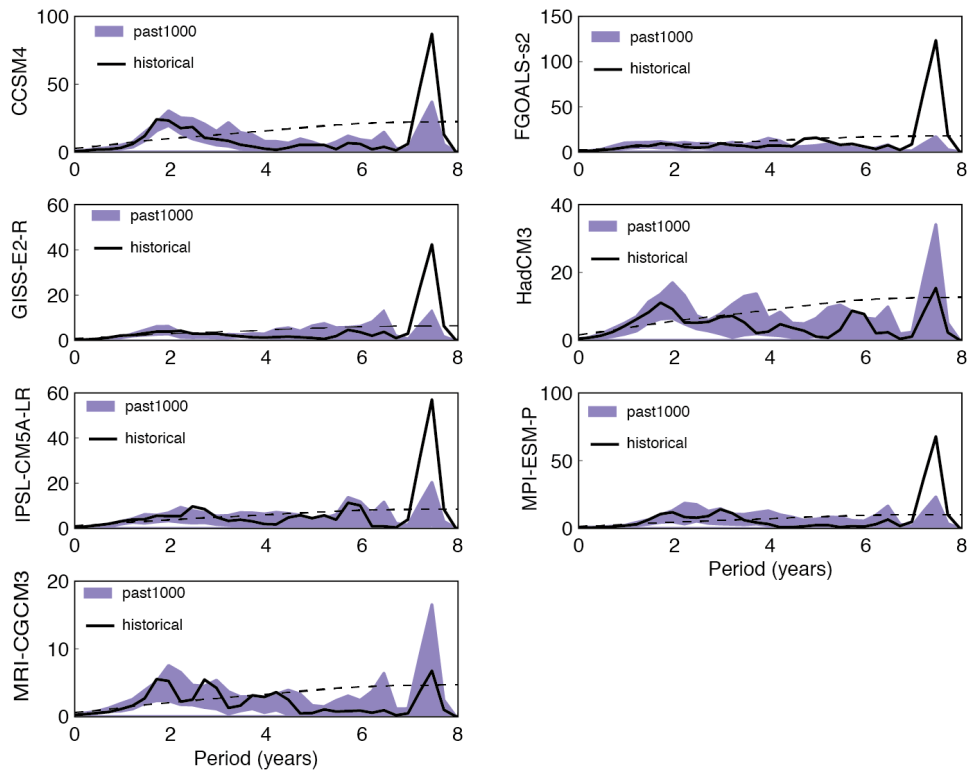 CCSM4
100
50
0
past1000
historical
0 2 4 6 8
FGOALS-s2
150
100
50
0
past1000
historical
0 2 4 6 8
GISS-E2-R
60
40
20
0
past1000
historical
0 2 4 6 8
HadCM3
40
20
0
past1000
historical
0 2 4 6 8
IPSL-CM5A-LR
60
40
20
0
past1000
historical
0 2 4 6 8
MPI-ESM-P
100
50
0
past1000
historical
0 2 4 6 8
Period (years)
MRI-CGCM3
20
10
0
past1000
historical
0 2 4 6 8
Period (years)